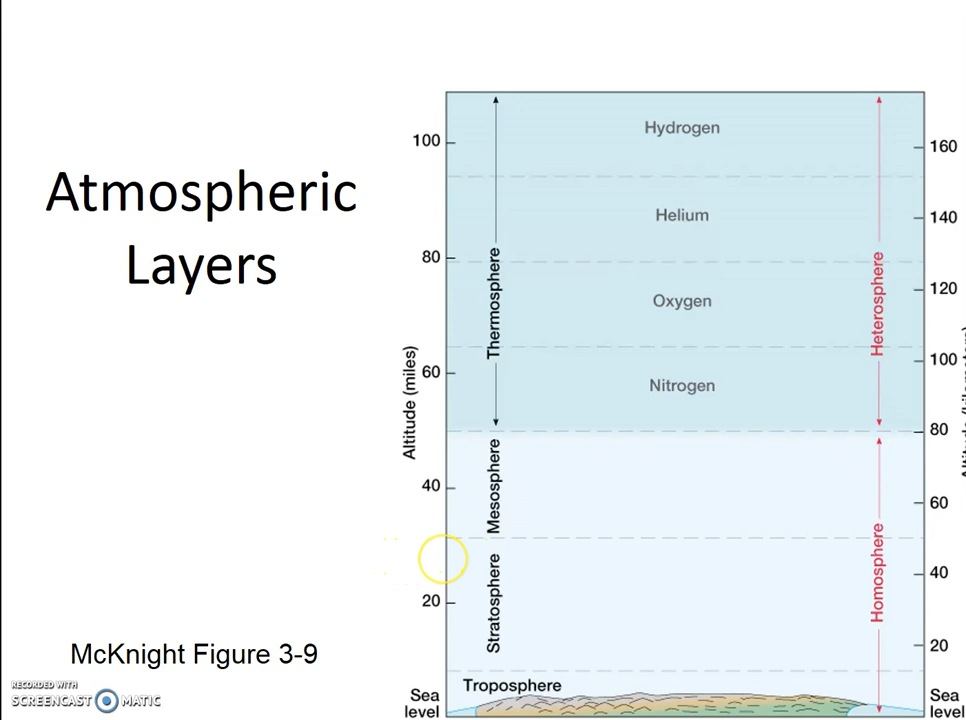 Atmospheric
Layers
McKnight Figure 3-9
RECORDED WITH
SCREENCAST MATIC
Altitude (miles)
100
80
60
40
20
Sea
level
Thermosphere
Mesosphere
Stratosphere
Troposphere
Hydrogen
Helium
Oxygen
Nitrogen
Heterosphere
Homosphere
160
140
120
100
80
60
40
20
Sea
level